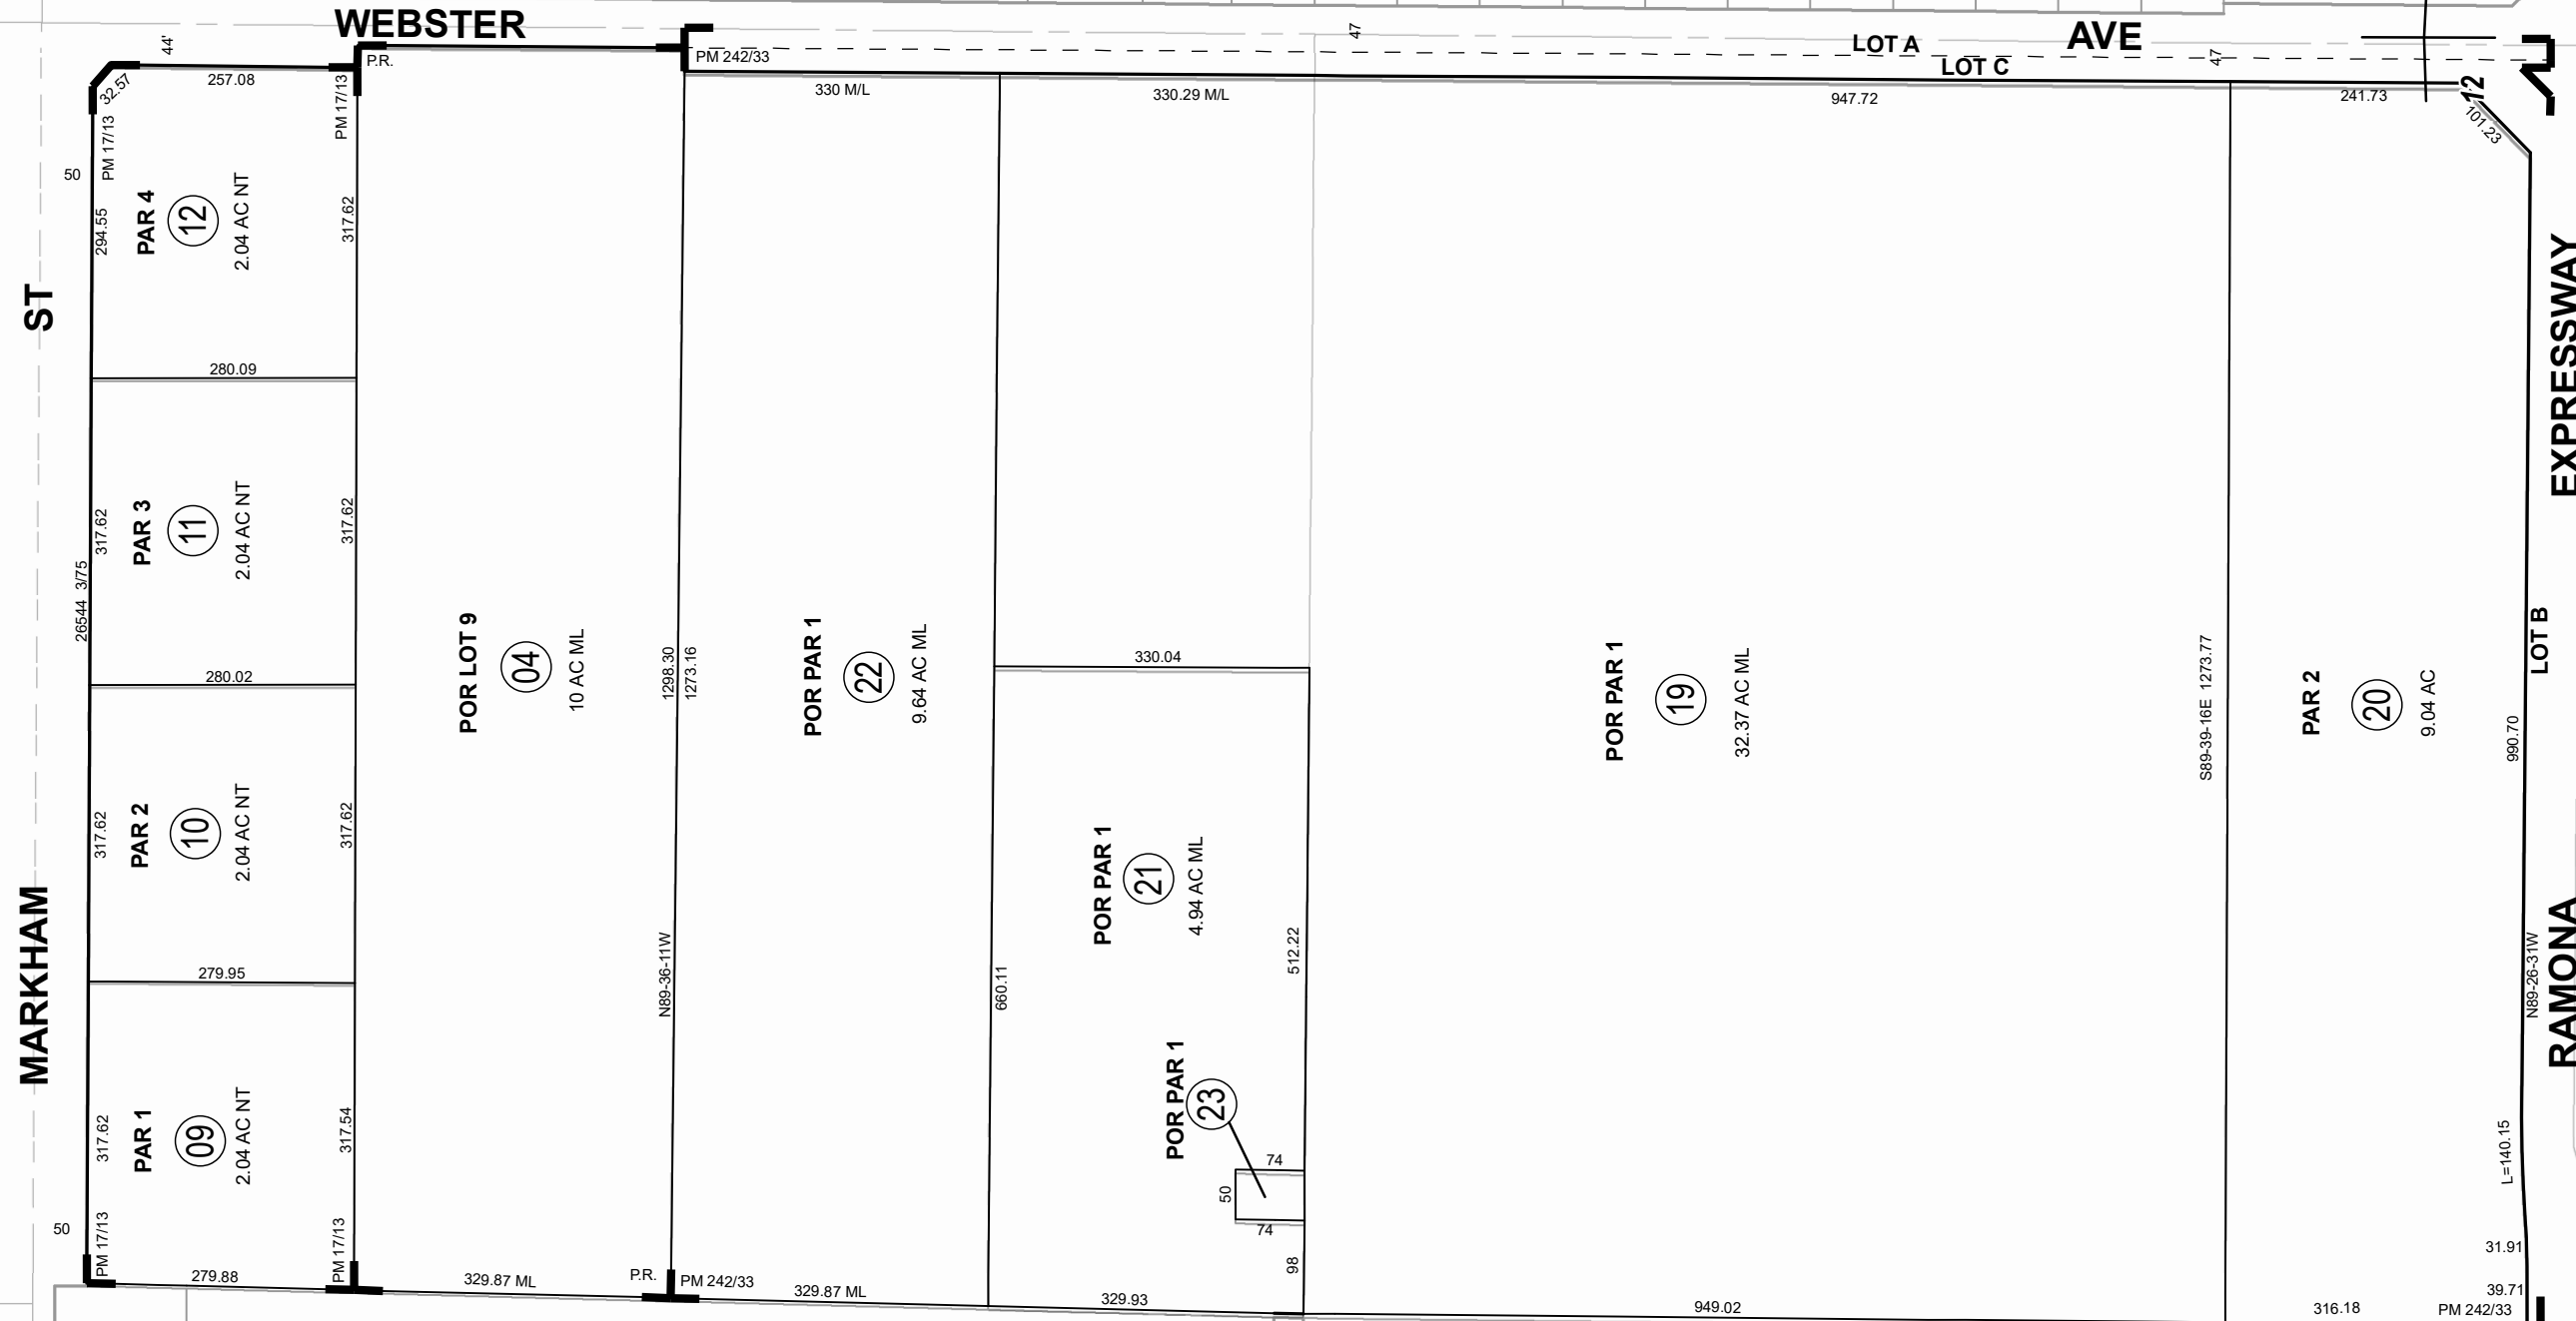 WEBSTER
AVE
44'
47
47
LOT A
LOT C
P.R.
PM 242/33
32.57
257.08
PM 17/13
PM 17/13
330 M/L
330.29 M/L
947.72
241.73
12
101.23
50
294.55
PAR 4
12
2.04 AC NT
317.62
ST
EXPRESSWAY
280.09
317.62
PAR 3
11
2.04 AC NT
317.62
26544 3/75
280.02
POR LOT 9
04
10 AC ML
1298.30
1273.16
N89-36-11W
POR PAR 1
22
9.64 AC ML
330.04
POR PAR 1
19
32.37 AC ML
S89-39-16E 1273.77
PAR 2
20
9.04 AC
LOT B
990.70
317.62
PAR 2
10
2.04 AC NT
317.62
MARKHAM
279.95
POR PAR 1
21
4.94 AC ML
660.11
512.22
N89-26-31W
RAMONA
317.62
PAR 1
09
2.04 AC NT
317.54
POR PAR 1
23
74
50
74
98
L=140.15
50
PM 17/13
PM 17/13
31.91
279.88
329.87 ML
P.R.
PM 242/33
329.87 ML
329.93
949.02
316.18
39.71
PM 242/33